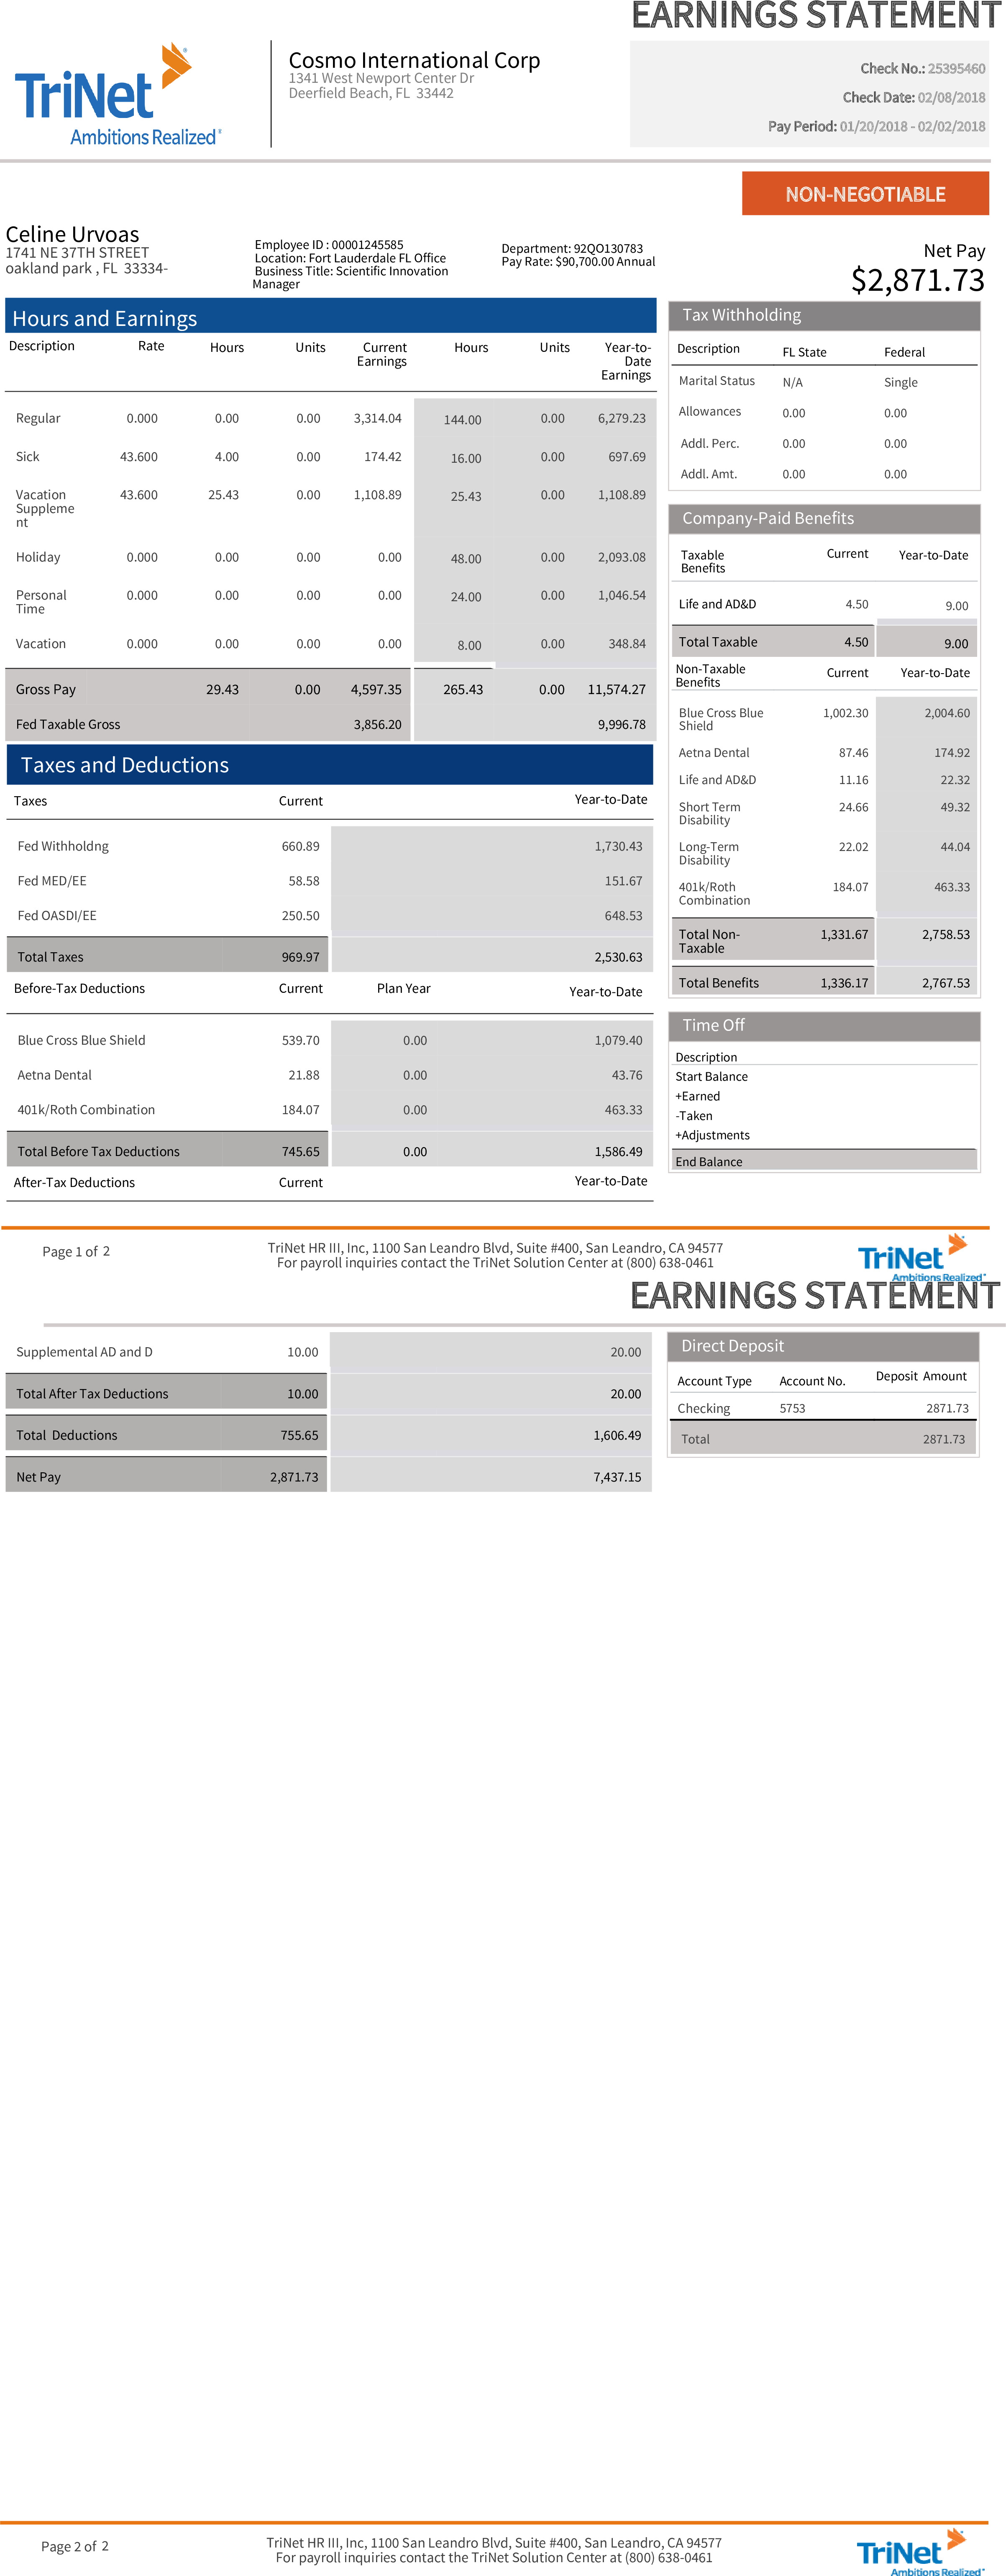 EARNINGS STATEMENT
TriNet
Ambitions Realized
Cosmo International Corp
1341 West Newport Center Dr
Deerfield Beach, FL 33442
Check No.: 25395460
Check Date: 02/08/2018
Pay Period: 01/20/2018 - 02/02/2018
NON-NEGOTIABLE
Celine Urvoas
1741 NE 37TH STREET
oakland park , FL 33334-
Employee ID : 00001245585
Location: Fort Lauderdale FL Office
Business Title: Scientific Innovation
Manager
Department: 92QO130783
Pay Rate: $90,700.00 Annual
Net Pay
$2,871.73
Hours and Earnings
Description Rate Hours Units Current Hours Units Year-to-
Earnings Date
Earnings
Regular 0.000 0.00 0.00 3,314.04 144.00 0.00 6,279.23
Sick 43.600 4.00 0.00 174.42 16.00 0.00 697.69
Vacation 43.600 25.43 0.00 1,108.89 25.43 0.00 1,108.89
Suppleme
nt
Holiday 0.000 0.00 0.00 0.00 48.00 0.00 2,093.08
Personal 0.000 0.00 0.00 0.00 24.00 0.00 1,046.54
Time
Vacation 0.000 0.00 0.00 0.00 8.00 0.00 348.84
Gross Pay 29.43 0.00 4,597.35 265.43 0.00 11,574.27
Fed Taxable Gross 3,856.20 9,996.78
Taxes and Deductions
Taxes Current Year-to-Date
Fed Withholdng 660.89 1,730.43
Fed MED/EE 58.58 151.67
Fed OASDI/EE 250.50 648.53
Total Taxes 969.97 2,530.63
Before-Tax Deductions Current Plan Year Year-to-Date
Blue Cross Blue Shield 539.70 0.00 1,079.40
Aetna Dental 21.88 0.00 43.76
401k/Roth Combination 184.07 0.00 463.33
Total Before Tax Deductions 745.65 0.00 1,586.49
After-Tax Deductions Current Year-to-Date
Tax Withholding
Description FL State Federal
Marital Status N/A Single
Allowances 0.00 0.00
Addl. Perc. 0.00 0.00
Addl. Amt. 0.00 0.00
Company-Paid Benefits
Taxable Current Year-to-Date
Benefits
Life and AD&D 4.50 9.00
Total Taxable 4.50 9.00
Non-Taxable Current Year-to-Date
Benefits
Blue Cross Blue 1,002.30 2,004.60
Shield
Aetna Dental 87.46 174.92
Life and AD&D 11.16 22.32
Short Term 24.66 49.32
Disability
Long-Term 22.02 44.04
Disability
401k/Roth 184.07 463.33
Combination
Total Non- 1,331.67 2,758.53
Taxable
Total Benefits 1,336.17 2,767.53
Time Off
Description
Start Balance
+Earned
-Taken
+Adjustments
End Balance
Page 1 of 2
TriNet HR III, Inc, 1100 San Leandro Blvd, Suite #400, San Leandro, CA 94577
For payroll inquiries contact the TriNet Solution Center at (800) 638-0461
TriNet
Ambitions Realized
EARNINGS STATEMENT
Supplemental AD and D 10.00 20.00
Total After Tax Deductions 10.00 20.00
Total Deductions 755.65 1,606.49
Net Pay 2,871.73 7,437.15
Direct Deposit
Account Type Account No. Deposit Amount
Checking 5753 2871.73
Total 2871.73
Page 2 of 2
TriNet HR III, Inc, 1100 San Leandro Blvd, Suite #400, San Leandro, CA 94577
For payroll inquiries contact the TriNet Solution Center at (800) 638-0461
TriNet
Ambitions Realized